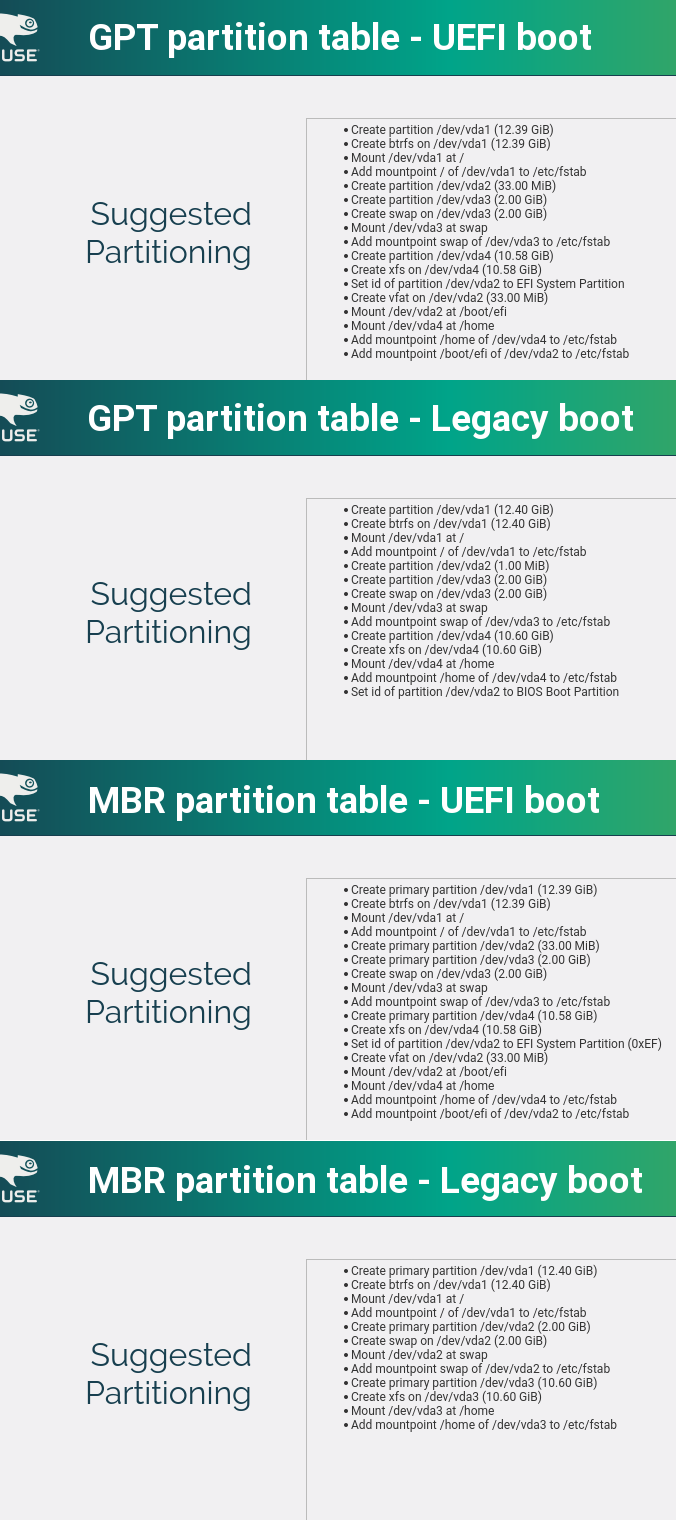 USE
GPT partition table - UEFI boot
Suggested
Partitioning
• Create partition /dev/vda1 (12.39 GiB)
• Create btrfs on /dev/vda1 (12.39 GiB)
• Mount /dev/vda1 at /
• Add mountpoint / of /dev/vda1 to /etc/fstab
• Create partition /dev/vda2 (33.00 MiB)
• Create partition /dev/vda3 (2.00 GiB)
• Create swap on /dev/vda3 (2.00 GiB)
• Mount /dev/vda3 at swap
• Add mountpoint swap of /dev/vda3 to /etc/fstab
• Create partition /dev/vda4 (10.58 GiB)
• Create xfs on /dev/vda4 (10.58 GiB)
• Set id of partition /dev/vda2 to EFI System Partition
• Create vfat on /dev/vda2 (33.00 MiB)
• Mount /dev/vda2 at /boot/efi
• Mount /dev/vda4 at /home
• Add mountpoint /home of /dev/vda4 to /etc/fstab
• Add mountpoint /boot/efi of /dev/vda2 to /etc/fstab
USE
GPT partition table - Legacy boot
Suggested
Partitioning
• Create partition /dev/vda1 (12.40 GiB)
• Create btrfs on /dev/vda1 (12.40 GiB)
• Mount /dev/vda1 at /
• Add mountpoint / of /dev/vda1 to /etc/fstab
• Create partition /dev/vda2 (1.00 MiB)
• Create partition /dev/vda3 (2.00 GiB)
• Create swap on /dev/vda3 (2.00 GiB)
• Mount /dev/vda3 at swap
• Add mountpoint swap of /dev/vda3 to /etc/fstab
• Create partition /dev/vda4 (10.60 GiB)
• Create xfs on /dev/vda4 (10.60 GiB)
• Mount /dev/vda4 at /home
• Add mountpoint /home of /dev/vda4 to /etc/fstab
• Set id of partition /dev/vda2 to BIOS Boot Partition
USE
MBR partition table - UEFI boot
Suggested
Partitioning
• Create primary partition /dev/vda1 (12.39 GiB)
• Create btrfs on /dev/vda1 (12.39 GiB)
• Mount /dev/vda1 at /
• Add mountpoint / of /dev/vda1 to /etc/fstab
• Create primary partition /dev/vda2 (33.00 MiB)
• Create primary partition /dev/vda3 (2.00 GiB)
• Create swap on /dev/vda3 (2.00 GiB)
• Mount /dev/vda3 at swap
• Add mountpoint swap of /dev/vda3 to /etc/fstab
• Create primary partition /dev/vda4 (10.58 GiB)
• Create xfs on /dev/vda4 (10.58 GiB)
• Set id of partition /dev/vda2 to EFI System Partition (0xEF)
• Create vfat on /dev/vda2 (33.00 MiB)
• Mount /dev/vda2 at /boot/efi
• Mount /dev/vda4 at /home
• Add mountpoint /home of /dev/vda4 to /etc/fstab
• Add mountpoint /boot/efi of /dev/vda2 to /etc/fstab
USE
MBR partition table - Legacy boot
Suggested
Partitioning
• Create primary partition /dev/vda1 (12.40 GiB)
• Create btrfs on /dev/vda1 (12.40 GiB)
• Mount /dev/vda1 at /
• Add mountpoint / of /dev/vda1 to /etc/fstab
• Create primary partition /dev/vda2 (2.00 GiB)
• Create swap on /dev/vda2 (2.00 GiB)
• Mount /dev/vda2 at swap
• Add mountpoint swap of /dev/vda2 to /etc/fstab
• Create primary partition /dev/vda3 (10.60 GiB)
• Create xfs on /dev/vda3 (10.60 GiB)
• Mount /dev/vda3 at /home
• Add mountpoint /home of /dev/vda3 to /etc/fstab